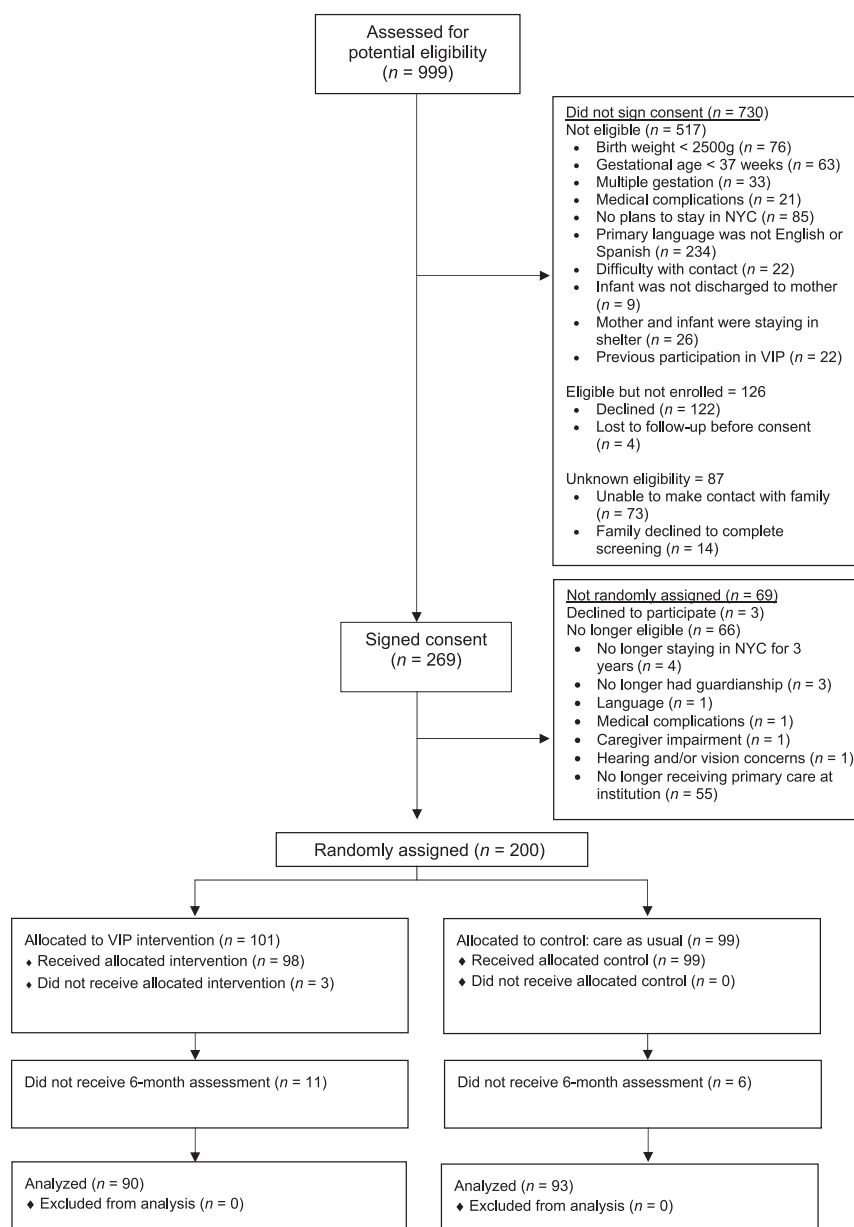 Assessed for
potential eligibility
(n = 999)
Did not sign consent (n = 730)
Not eligible (n = 517)
• Birth weight < 2500g (n = 76)
• Gestational age < 37 weeks (n = 63)
• Multiple gestation (n = 33)
• Medical complications (n = 21)
• No plans to stay in NYC (n = 85)
• Primary language was not English or
Spanish (n = 234)
• Difficulty with contact (n = 22)
• Infant was not discharged to mother
(n = 9)
• Mother and infant were staying in
shelter (n = 26)
• Previous participation in VIP (n = 22)
Eligible but not enrolled = 126
• Declined (n = 122)
• Lost to follow-up before consent
(n = 4)
Unknown eligibility = 87
• Unable to make contact with family
(n = 73)
• Family declined to complete
screening (n = 14)
Signed consent
(n = 269)
Not randomly assigned (n = 69)
Declined to participate (n = 3)
No longer eligible (n = 66)
• No longer staying in NYC for 3
years (n = 4)
• No longer had guardianship (n = 3)
• Language (n = 1)
• Medical complications (n = 1)
• Caregiver impairment (n = 1)
• Hearing and/or vision concerns (n = 1)
• No longer receiving primary care at
institution (n = 55)
Randomly assigned (n = 200)
Allocated to VIP intervention (n = 101)
♦ Received allocated intervention (n = 98)
♦ Did not receive allocated intervention (n = 3)
Allocated to control: care as usual (n = 99)
♦ Received allocated control (n = 99)
♦ Did not receive allocated control (n = 0)
Did not receive 6-month assessment (n = 11)
Did not receive 6-month assessment (n = 6)
Analyzed (n = 90)
♦ Excluded from analysis (n = 0)
Analyzed (n = 93)
♦ Excluded from analysis (n = 0)